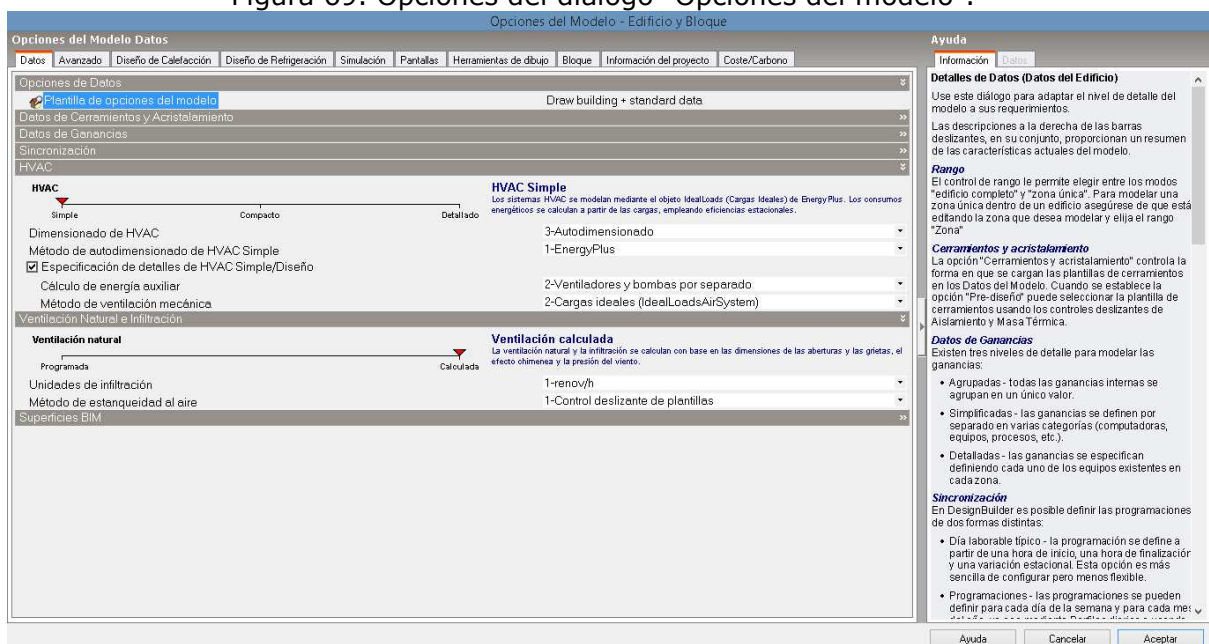 Figura 69. Opciones del diálogo "Opciones del modelo".
Opciones del Modelo - Edificio y Bloque
Opciones del Modelo Datos
Datos Avanzado Diseño de Calefacción Diseño de Refrigeración Simulación Pantallas Herramientas de dibujo Bloque Información del proyecto Coste/Carbono
Opciones de Datos
Plantilla de opciones del modelo Draw building + standard data
Datos de Cerramientos y Acristalamiento
Datos de Ganancias
Sincronización
HVAC
HVAC
Simple Compacto Detallado
HVAC Simple
Los sistemas HVAC se modelan mediante el objeto IdealLoads (Cargas Ideales) de EnergyPlus. Los consumos
energéticos se calculan a partir de las cargas, empleando eficiencias estacionales.
Dimensionado de HVAC 3-Autodimensionado
Método de autodimensionado de HVAC Simple 1-EnergyPlus
Especificación de detalles de HVAC Simple/Diseño
Cálculo de energía auxiliar 2-Ventiladores y bombas por separado
Método de ventilación mecánica 2-Cargas ideales (IdealLoadsAirSystem)
Ventilación Natural e Infiltración
Ventilación natural
Programada Calculada
Ventilación calculada
La ventilación natural y la infiltración se calculan con base en las dimensiones de las aberturas y las grietas, el
efecto chimenea y la presión del viento.
Unidades de infiltración 1-renov/h
Método de estanqueidad al aire 1-Control deslizante de plantillas
Superficies BIM
Ayuda
Información Datos
Detalles de Datos (Datos del Edificio)
Use este diálogo para adaptar el nivel de detalle del
modelo a sus requerimientos.
Las descripciones a la derecha de las barras
deslizantes, en su conjunto, proporcionan un resumen
de las características actuales del modelo.
Rango
El control de rango le permite elegir entre los modos
"edificio completo" y "zona única". Para modelar una
zona única dentro de un edificio asegúrese de que está
editando la zona que desea modelar y elija el rango
"Zona"
Cerramientos y acristalamiento
La opción "Cerramientos y acristalamiento" controla la
forma en que se cargan las plantillas de cerramientos
en los Datos del Modelo. Cuando se establece la
opción "Pre-diseño" puede seleccionar la plantilla de
cerramientos usando los controles deslizantes de
Aislamiento y Masa Térmica.
Datos de Ganancias
Existen tres niveles de detalle para modelar las
ganancias:
• Agrupadas - todas las ganancias internas se
agrupan en un único valor.
• Simplificadas - las ganancias se definen por
separado en varias categorías (computadoras,
equipos, procesos, etc.).
• Detalladas - las ganancias se especifican
definiendo cada uno de los equipos existentes en
cada zona.
Sincronización
En DesignBuilder es posible definir las programaciones
de dos formas distintas:
• Día laborable típico - la programación se define a
partir de una hora de inicio, una hora de finalización
y una variación estacional. Esta opción es más
sencilla de configurar pero menos flexible.
• Programaciones - las programaciones se pueden
definir para cada día de la semana y para cada mes
Ayuda Cancelar Aceptar